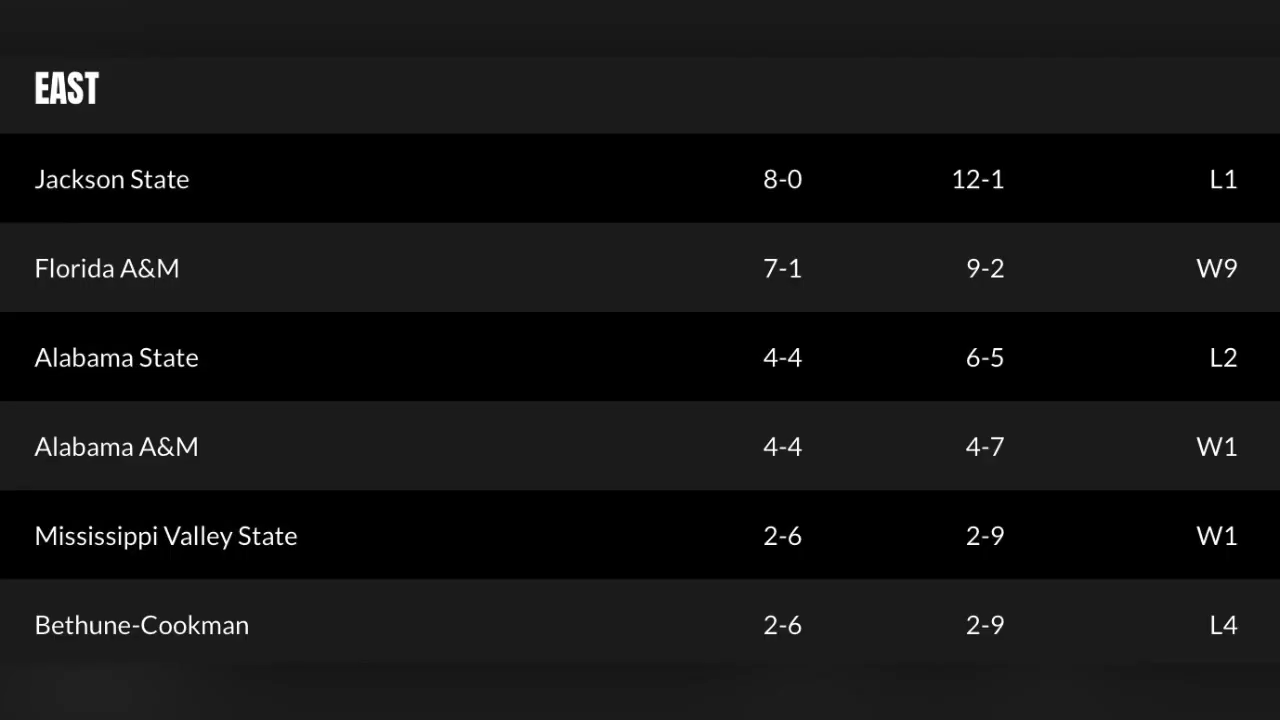 EAST
Jackson State 8-0 12-1 L1
Florida A&M 7-1 9-2 W9
Alabama State 4-4 6-5 L2
Alabama A&M 4-4 4-7 W1
Mississippi Valley State 2-6 2-9 W1
Bethune-Cookman 2-6 2-9 L4